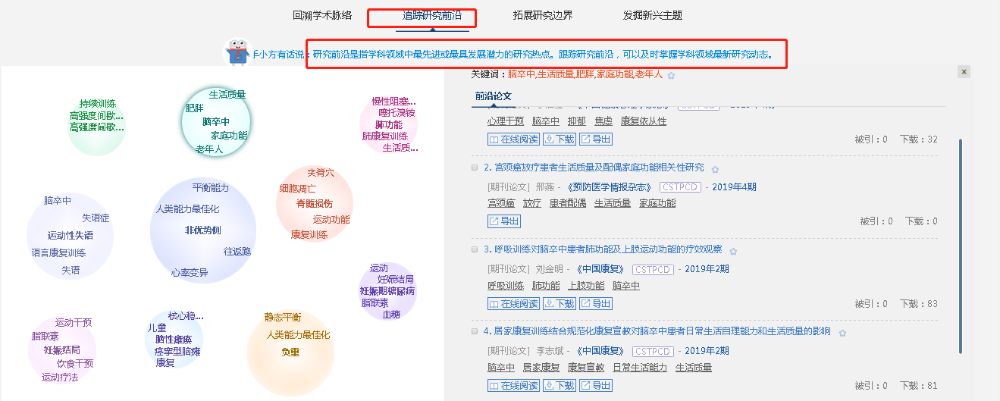 回溯学术脉络 追踪研究前沿 拓展研究边界 发掘新兴主题
小方有话说：研究前沿是指学科领域中最先进或最具发展潜力的研究热点。跟踪研究前沿，可以及时掌握学科领域最新研究动态。
持续训练
高强度间歇...
高强度间歇...
生活质量
肥胖
脑卒中
家庭功能
老年人
慢性阻塞...
噻托溴铵
肺功能
肺康复训练
生活质...
脑卒中
失语症
运动性失语
语言康复训练
失语
平衡能力
人类能力最佳化
非优势侧
往返跑
心率变异
夹脊穴
细胞凋亡
脊髓损伤
运动功能
康复训练
运动
妊娠结局
妊娠期糖尿病
脂联素
血糖
运动干预
脂联素
妊娠结局
饮食干预
运动疗法
核心稳...
儿童
脑性瘫痪
痉挛型脑瘫
康复
静态平衡
人类能力最佳化
负重
关键词：脑卒中,生活质量,肥胖,家庭功能,老年人
×
前沿论文
心理干预 脑卒中 抑郁 焦虑 康复依从性
在线阅读 下载 导出 被引：0 下载：32
2. 宫颈癌放疗患者生活质量及配偶家庭功能相关性研究
[期刊论文] 邢燕 - 《预防医学情报杂志》 CSTPCD - 2019年4期
宫颈癌 放疗 患者配偶 生活质量 家庭功能
导出 被引：0 下载：0
3. 呼吸训练对脑卒中患者肺功能及上肢运动功能的疗效观察
[期刊论文] 刘金明 - 《中国康复》 CSTPCD - 2019年2期
呼吸训练 肺功能 上肢功能 脑卒中
在线阅读 下载 导出 被引：0 下载：83
4. 居家康复训练结合规范化康复宣教对脑卒中患者日常生活自理能力和生活质量的影响
[期刊论文] 李志斌 - 《中国康复》 CSTPCD - 2019年2期
脑卒中 居家康复 康复宣教 日常生活能力 生活质量
在线阅读 下载 导出 被引：0 下载：81